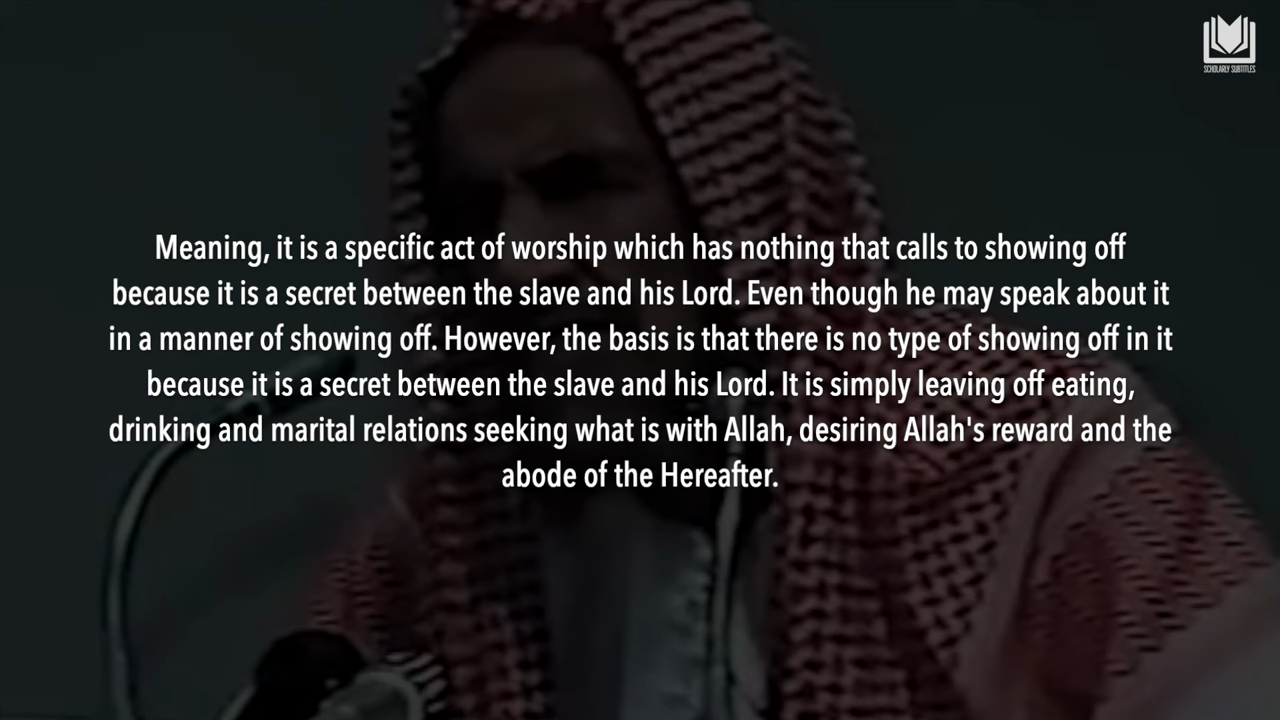 SCHOLARLY SUBTITLES
Meaning, it is a specific act of worship which has nothing that calls to showing off
because it is a secret between the slave and his Lord. Even though he may speak about it
in a manner of showing off. However, the basis is that there is no type of showing off in it
because it is a secret between the slave and his Lord. It is simply leaving off eating,
drinking and marital relations seeking what is with Allah, desiring Allah's reward and the
abode of the Hereafter.